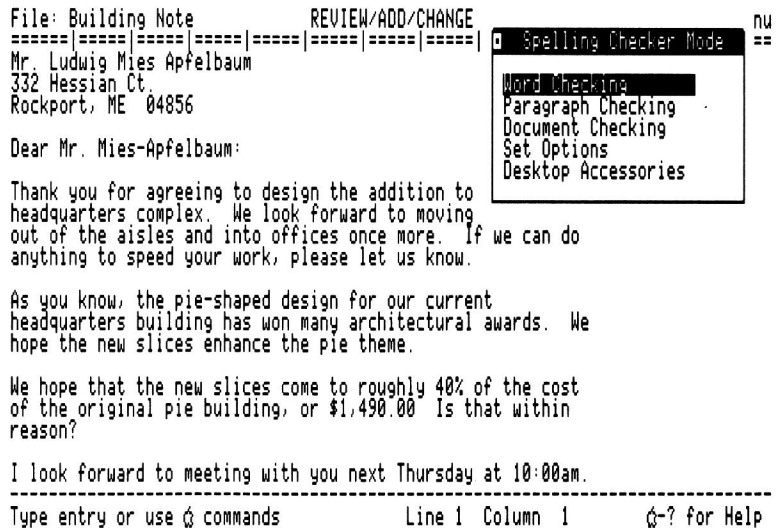 File: Building Note REVIEW/ADD/CHANGE nu
======|=====|=====|=====|=====|=====|=====|=====| ==
Spelling Checker Mode
Word Checking
Paragraph Checking
Document Checking
Set Options
Desktop Accessories
Mr. Ludwig Mies Apfelbaum
332 Hessian Ct.
Rockport, ME 04856
Dear Mr. Mies-Apfelbaum:
Thank you for agreeing to design the addition to
headquarters complex. We look forward to moving
out of the aisles and into offices once more. If we can do
anything to speed your work, please let us know.
As you know, the pie-shaped design for our current
headquarters building has won many architectural awards. We
hope the new slices enhance the pie theme.
We hope that the new slices come to roughly 40% of the cost
of the original pie building, or $1,490.00 Is that within
reason?
I look forward to meeting with you next Thursday at 10:00am.
Type entry or use commands Line 1 Column 1 -? for Help